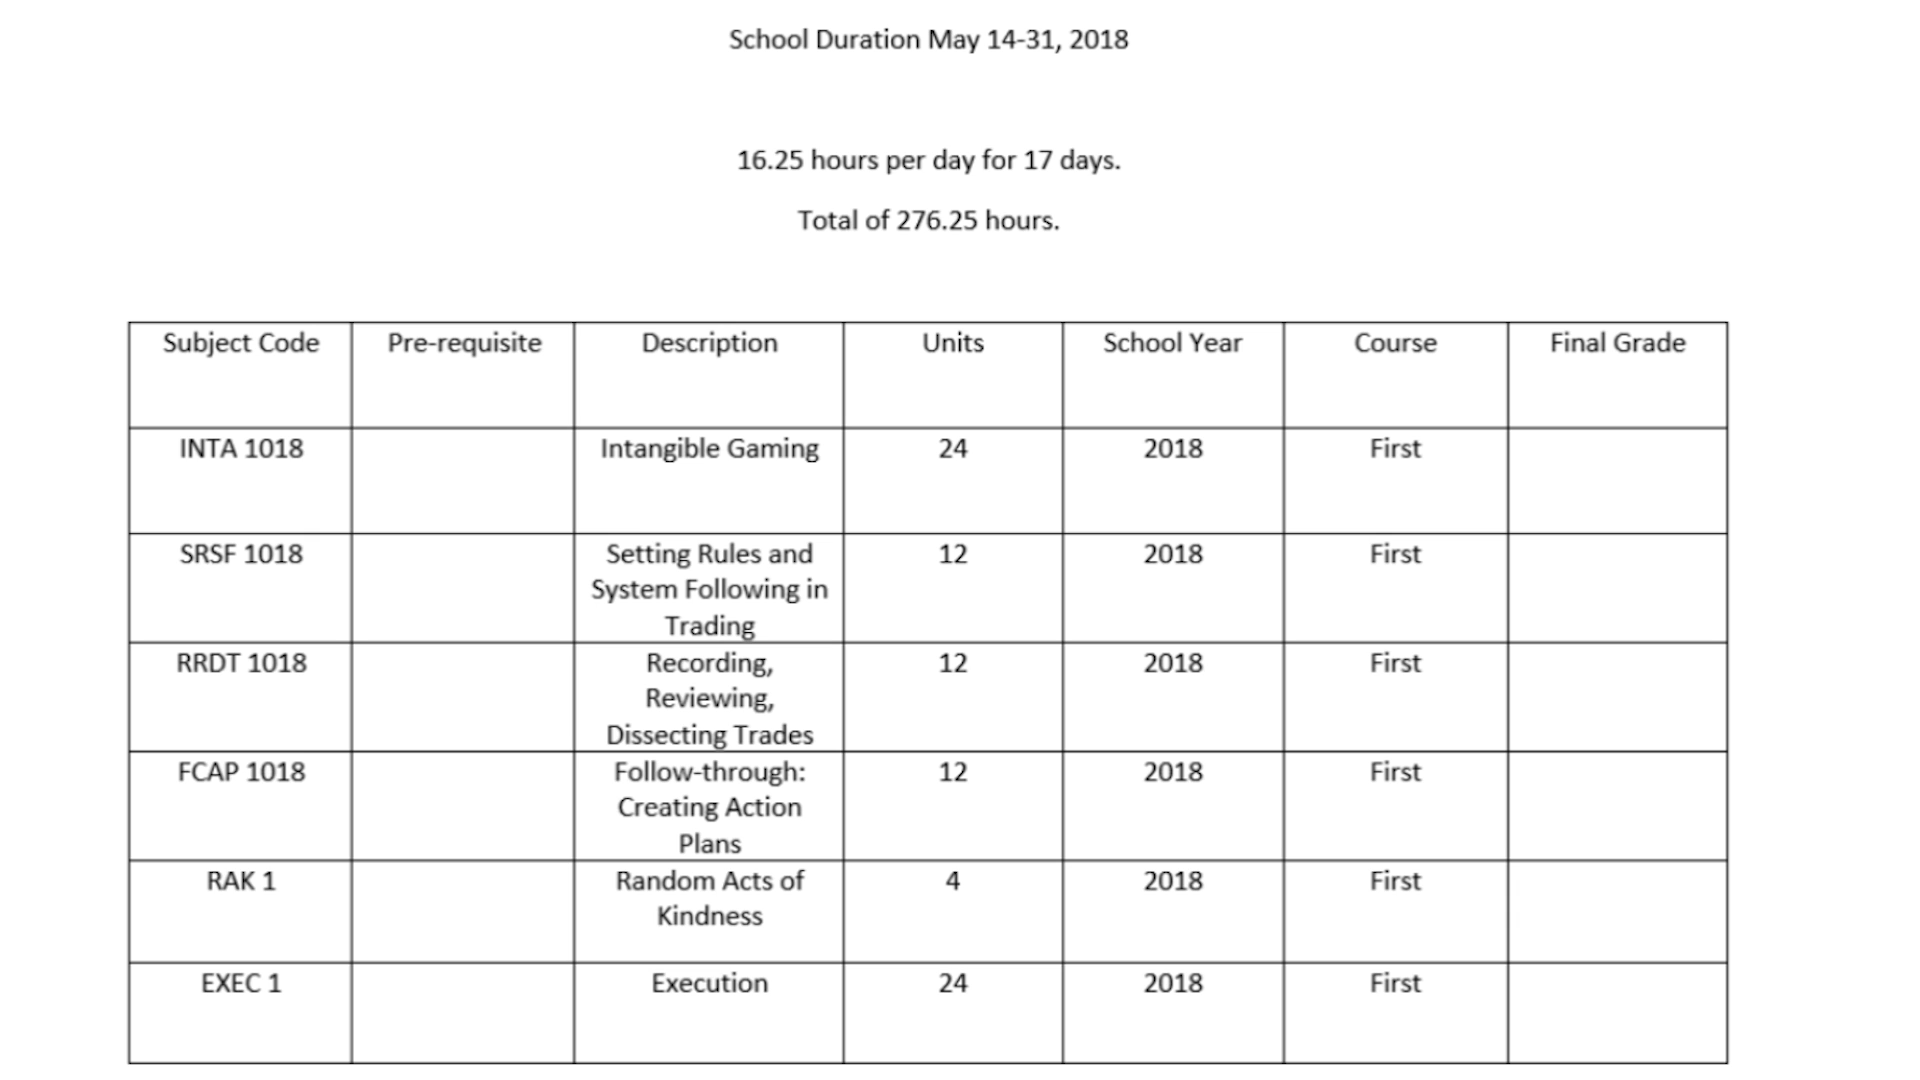 School Duration May 14-31, 2018
16.25 hours per day for 17 days.
Total of 276.25 hours.
Subject Code Pre-requisite Description Units School Year Course Final Grade
INTA 1018 Intangible Gaming 24 2018 First
SRSF 1018 Setting Rules and 12 2018 First
System Following in
Trading
RRDT 1018 Recording, 12 2018 First
Reviewing,
Dissecting Trades
FCAP 1018 Follow-through: 12 2018 First
Creating Action
Plans
RAK 1 Random Acts of 4 2018 First
Kindness
EXEC 1 Execution 24 2018 First